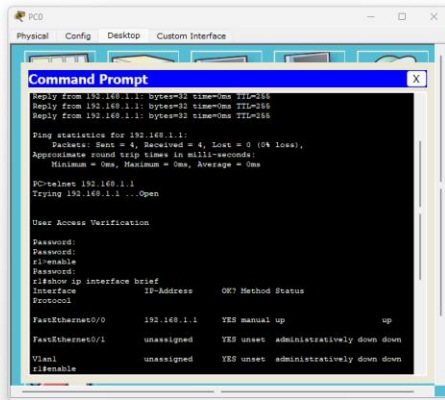 PC0
Physical Config Desktop Custom Interface
Command Prompt
X
Reply from 192.168.1.1: bytes=32 time=0ms TTL=255
Reply from 192.168.1.1: bytes=32 time=0ms TTL=255
Reply from 192.168.1.1: bytes=32 time=0ms TTL=255
Ping statistics for 192.168.1.1:
Packets: Sent = 4, Received = 4, Lost = 0 (0% loss),
Approximate round trip times in milli-seconds:
Minimum = 0ms, Maximum = 0ms, Average = 0ms
PC>telnet 192.168.1.1
Trying 192.168.1.1 ...Open
User Access Verification
Password:
Password:
r1>enable
Password:
r1#show ip interface brief
Interface IP-Address OK? Method Status
Protocol
FastEthernet0/0 192.168.1.1 YES manual up up
FastEthernet0/1 unassigned YES unset administratively down down
Vlan1 unassigned YES unset administratively down down
r1#enable